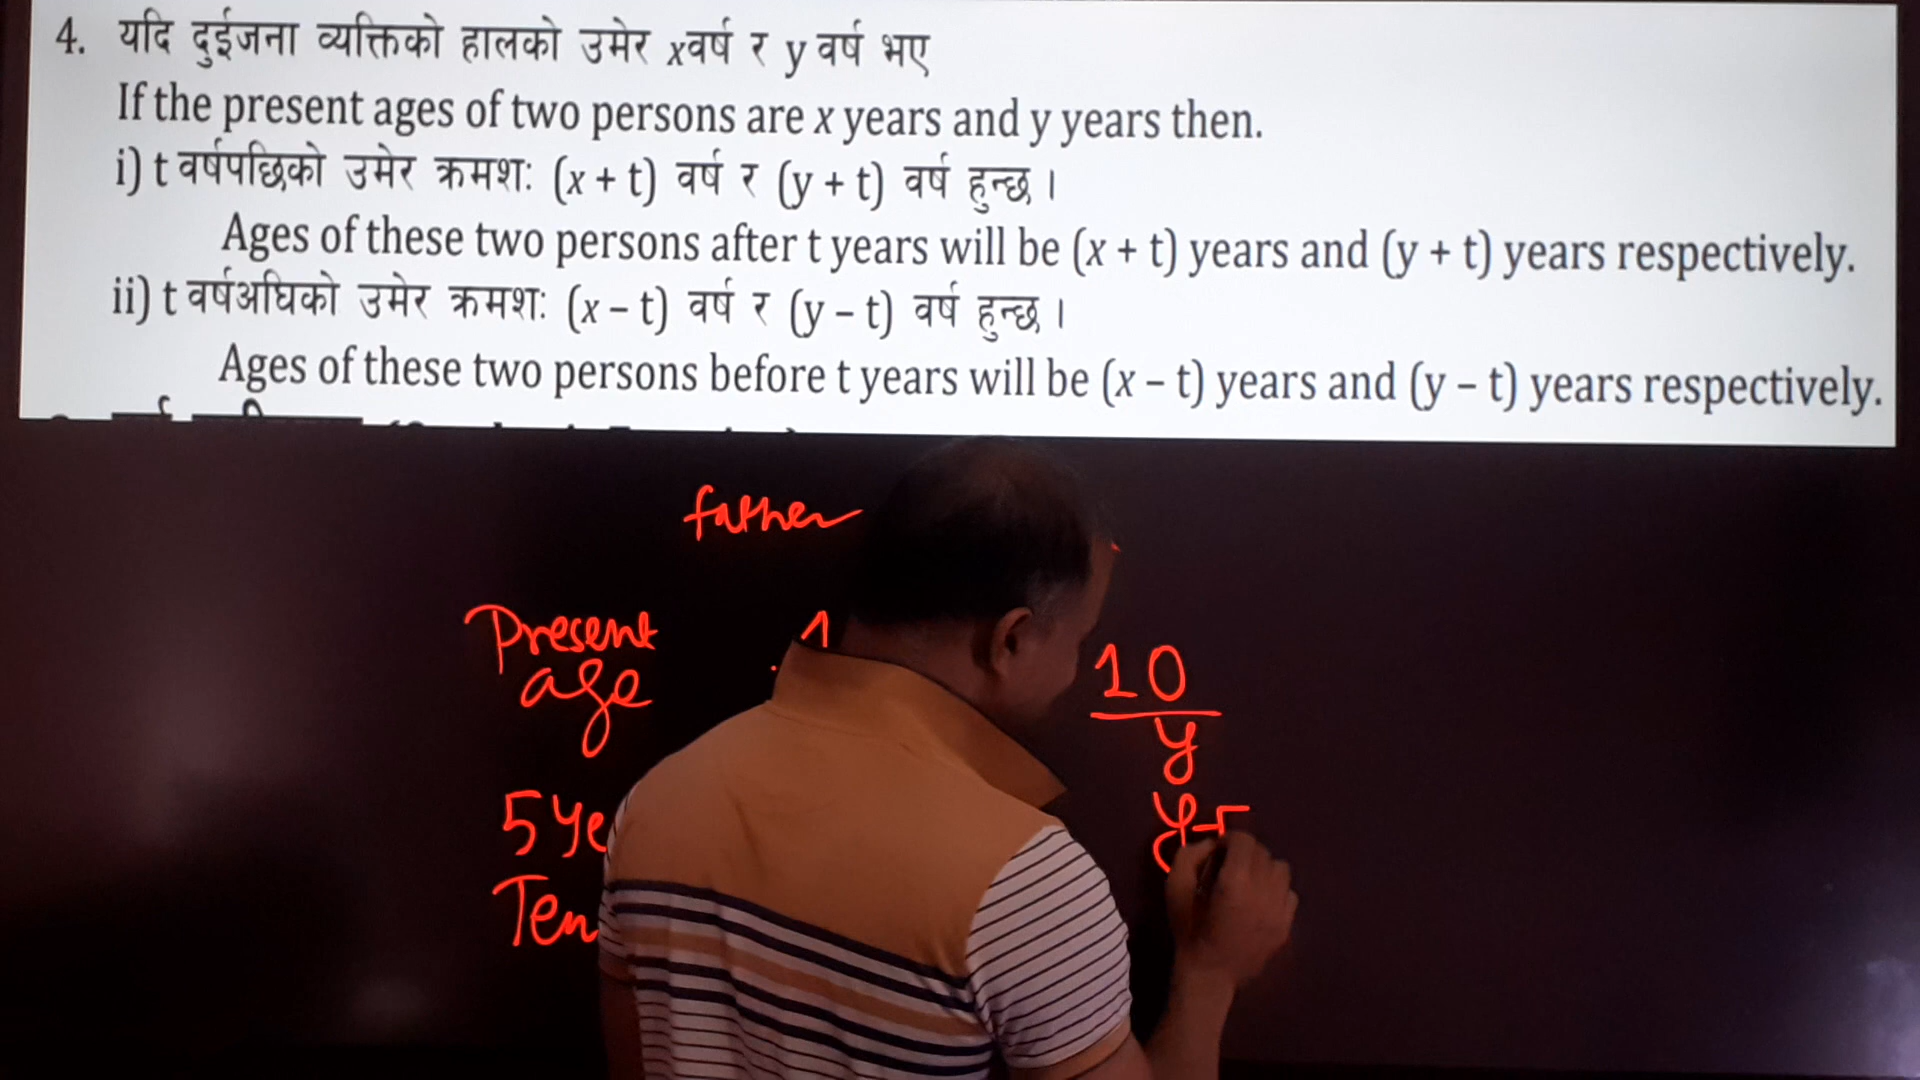 4. यदि दुईजना व्यक्तिको हालको उमेर xवर्ष र y वर्ष भए
If the present ages of two persons are x years and y years then.
i) t वर्षपछिको उमेर क्रमशः (x + t) वर्ष र (y + t) वर्ष हुन्छ ।
Ages of these two persons after t years will be (x + t) years and (y + t) years respectively.
ii) t वर्षअघिको उमेर क्रमशः (x – t) वर्ष र (y – t) वर्ष हुन्छ ।
Ages of these two persons before t years will be (x – t) years and (y – t) years respectively.
father
Present 10
age y
5 y-5
Ten